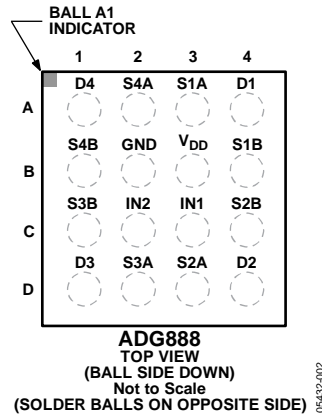 BALL A1
INDICATOR
1 2 3 4
A
D4 S4A S1A D1
B
S4B GND VDD S1B
C
S3B IN2 IN1 S2B
D
D3 S3A S2A D2
ADG888
TOP VIEW
(BALL SIDE DOWN)
Not to Scale
(SOLDER BALLS ON OPPOSITE SIDE)
05432-002